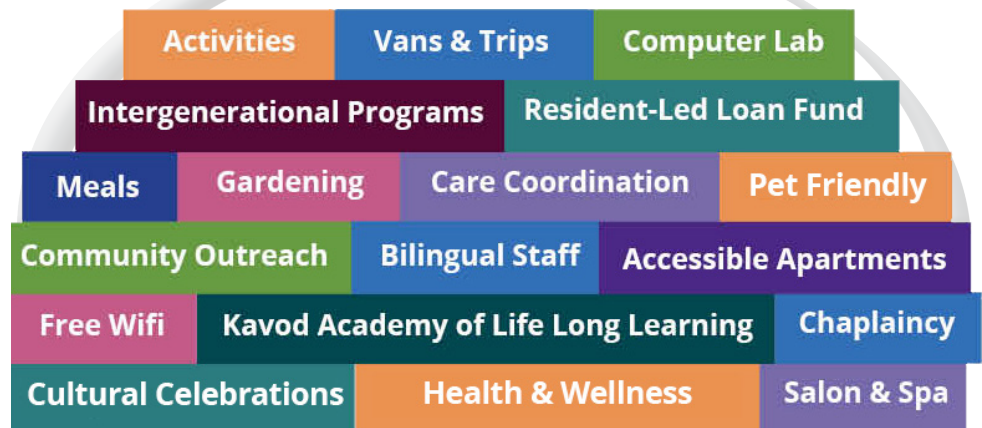 Activities Vans & Trips Computer Lab
Intergenerational Programs Resident-Led Loan Fund
Meals Gardening Care Coordination Pet Friendly
Community Outreach Bilingual Staff Accessible Apartments
Free Wifi Kavod Academy of Life Long Learning Chaplaincy
Cultural Celebrations Health & Wellness Salon & Spa